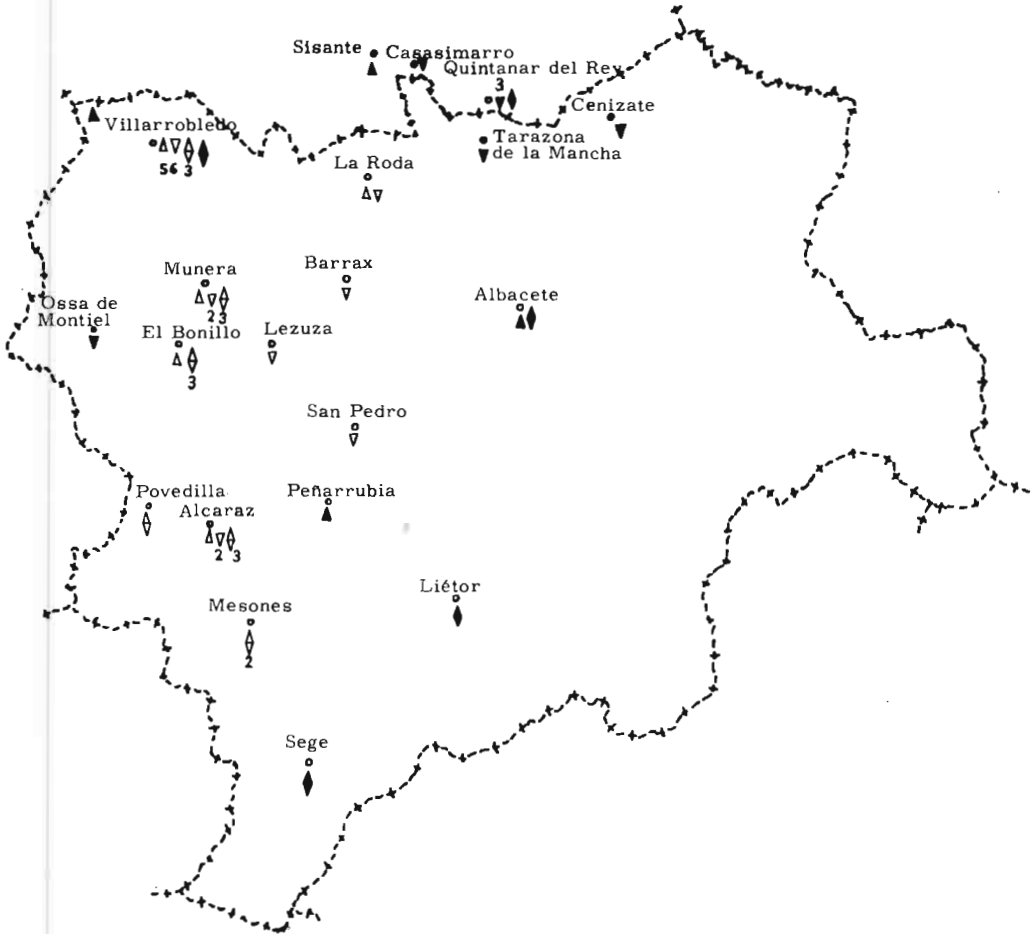 Sisante
Casasimarro
Quintanar del Rey
3
Cenizate
Villarrobledo
56 3
Tarazona
de la Mancha
La Roda
Munera
2 3
Barrax
Albacete
Ossa de
Montiel
El Bonillo
3
Lezuza
San Pedro
Povedilla
Alcaraz
2 3
Peñarrubia
Liétor
Mesones
2
Sege